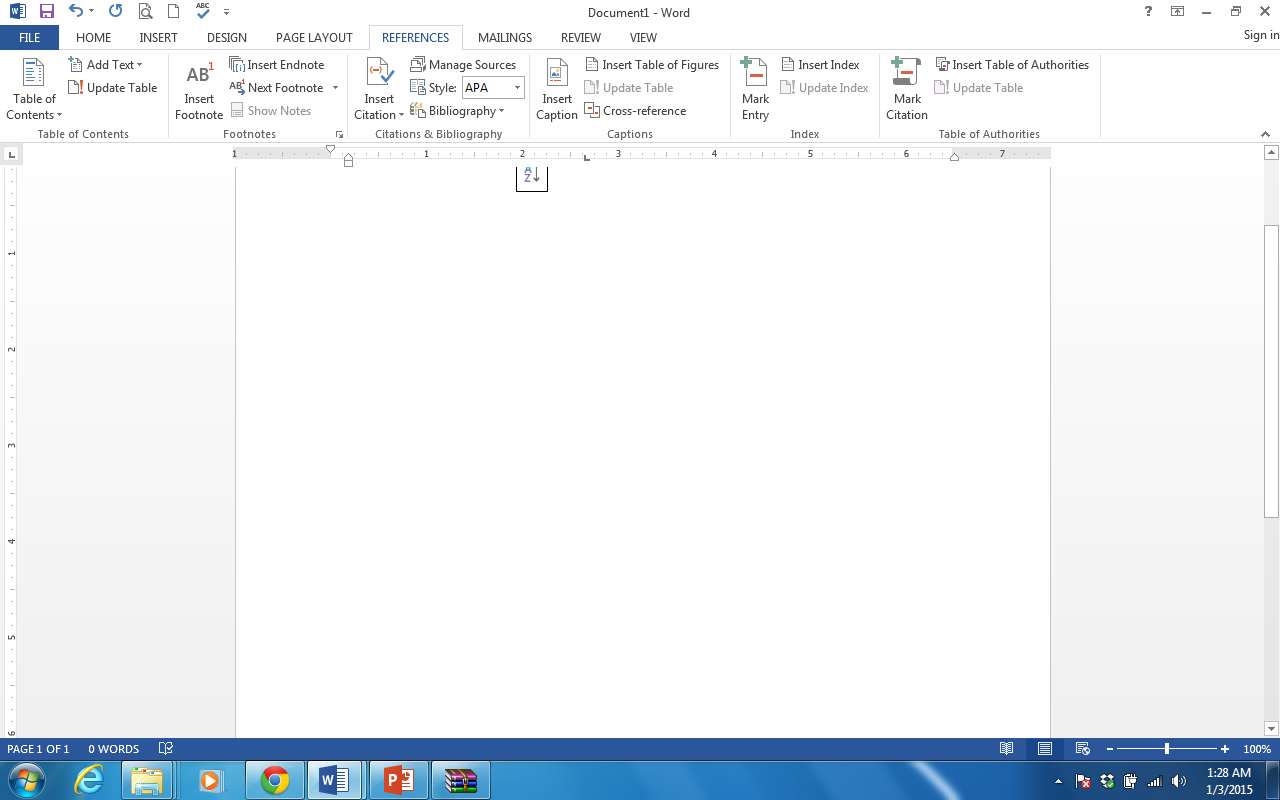 ABC
Document1 - Word
?
FILE HOME INSERT DESIGN PAGE LAYOUT REFERENCES MAILINGS REVIEW VIEW Sign in
Table of Contents
Add Text
Update Table
Table of Contents
AB1
Insert Footnote
Insert Endnote
AB1 Next Footnote
Show Notes
Footnotes
Insert Citation
Manage Sources
Style: APA
Bibliography
Citations & Bibliography
Insert Caption
Insert Table of Figures
Update Table
Cross-reference
Captions
Mark Entry
Insert Index
Update Index
Index
Mark Citation
Insert Table of Authorities
Update Table
Table of Authorities
L
1 1 2 3 4 5 6 7
A
Z
1
2
3
4
5
6
PAGE 1 OF 1 0 WORDS 100%
1:28 AM
1/3/2015